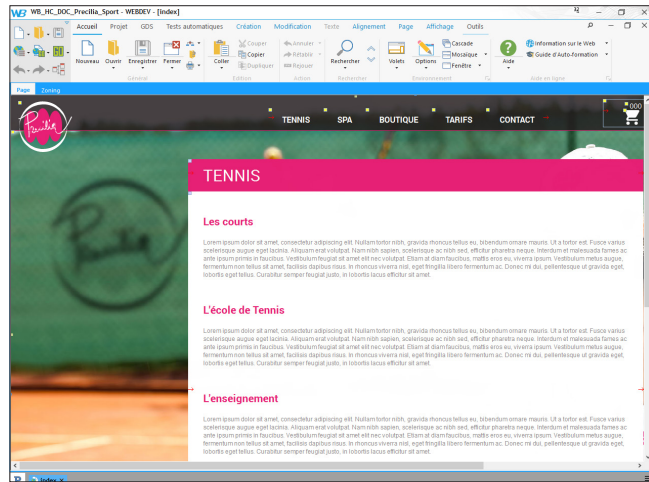 WB_HC_DOC_Precilia_Sport - WEBDEV - [index]
Accueil Projet GDS Tests automatiques Création Modification Texte Alignement Page Affichage Outils
Nouveau Ouvrir Enregistrer Fermer
Général
Coller
Couper
Copier
Dupliquer
Edition
Annuler
Rétablir
Rejouer
Action
Rechercher
Rechercher
Volets Options
Cascade
Mosaïque
Fenêtre
Environnement
Aide
Information sur le Web
Guide d'Auto-formation
Aide en ligne
Page Zoning
Precilia
TENNIS SPA BOUTIQUE TARIFS CONTACT
000
TENNIS
Les courts
Lorem ipsum dolor sit amet, consectetur adipiscing elit. Nullam tortor nibh, gravida rhoncus tellus eu, bibendum ornare mauris. Ut a tortor est. Fusce varius
scelerisque augue eget lacinia. Aliquam erat volutpat. Nam nibh sapien, scelerisque ac nibh sed, efficitur pharetra neque. Interdum et malesuada fames ac
ante ipsum primis in faucibus. Vestibulum feugiat sit amet elit nec volutpat. Etiam at diam faucibus, mattis eros eu, viverra ipsum. Vestibulum metus augue,
fermentum non tellus sit amet, facilisis dapibus risus. In rhoncus viverra nisl, eget fringilla libero fermentum ac. Donec mi dui, pellentesque ut gravida eget,
lobortis eget tellus. Curabitur semper feugiat justo, in lobortis lacus efficitur sit amet
L'école de Tennis
Lorem ipsum dolor sit amet, consectetur adipiscing elit. Nullam tortor nibh, gravida rhoncus tellus eu, bibendum ornare mauris. Ut a tortor est. Fusce varius
scelerisque augue eget lacinia. Aliquam erat volutpat. Nam nibh sapien, scelerisque ac nibh sed, efficitur pharetra neque. Interdum et malesuada fames ac
ante ipsum primis in faucibus. Vestibulum feugiat sit amet elit nec volutpat. Etiam at diam faucibus, mattis eros eu, viverra ipsum. Vestibulum metus augue,
fermentum non tellus sit amet, facilisis dapibus risus. In rhoncus viverra nisl, eget fringilla libero fermentum ac. Donec mi dui, pellentesque ut gravida eget,
lobortis eget tellus. Curabitur semper feugiat justo, in lobortis lacus efficitur sit amet
L'enseignement
Lorem ipsum dolor sit amet, consectetur adipiscing elit. Nullam tortor nibh, gravida rhoncus tellus eu, bibendum ornare mauris. Ut a tortor est. Fusce varius
scelerisque augue eget lacinia. Aliquam erat volutpat. Nam nibh sapien, scelerisque ac nibh sed, efficitur pharetra neque. Interdum et malesuada fames ac
ante ipsum primis in faucibus. Vestibulum feugiat sit amet elit nec volutpat. Etiam at diam faucibus, mattis eros eu, viverra ipsum. Vestibulum metus augue,
fermentum non tellus sit amet, facilisis dapibus risus. In rhoncus viverra nisl, eget fringilla libero fermentum ac. Donec mi dui, pellentesque ut gravida eget,
lobortis eget tellus. Curabitur semper feugiat justo, in lobortis lacus efficitur sit amet
index